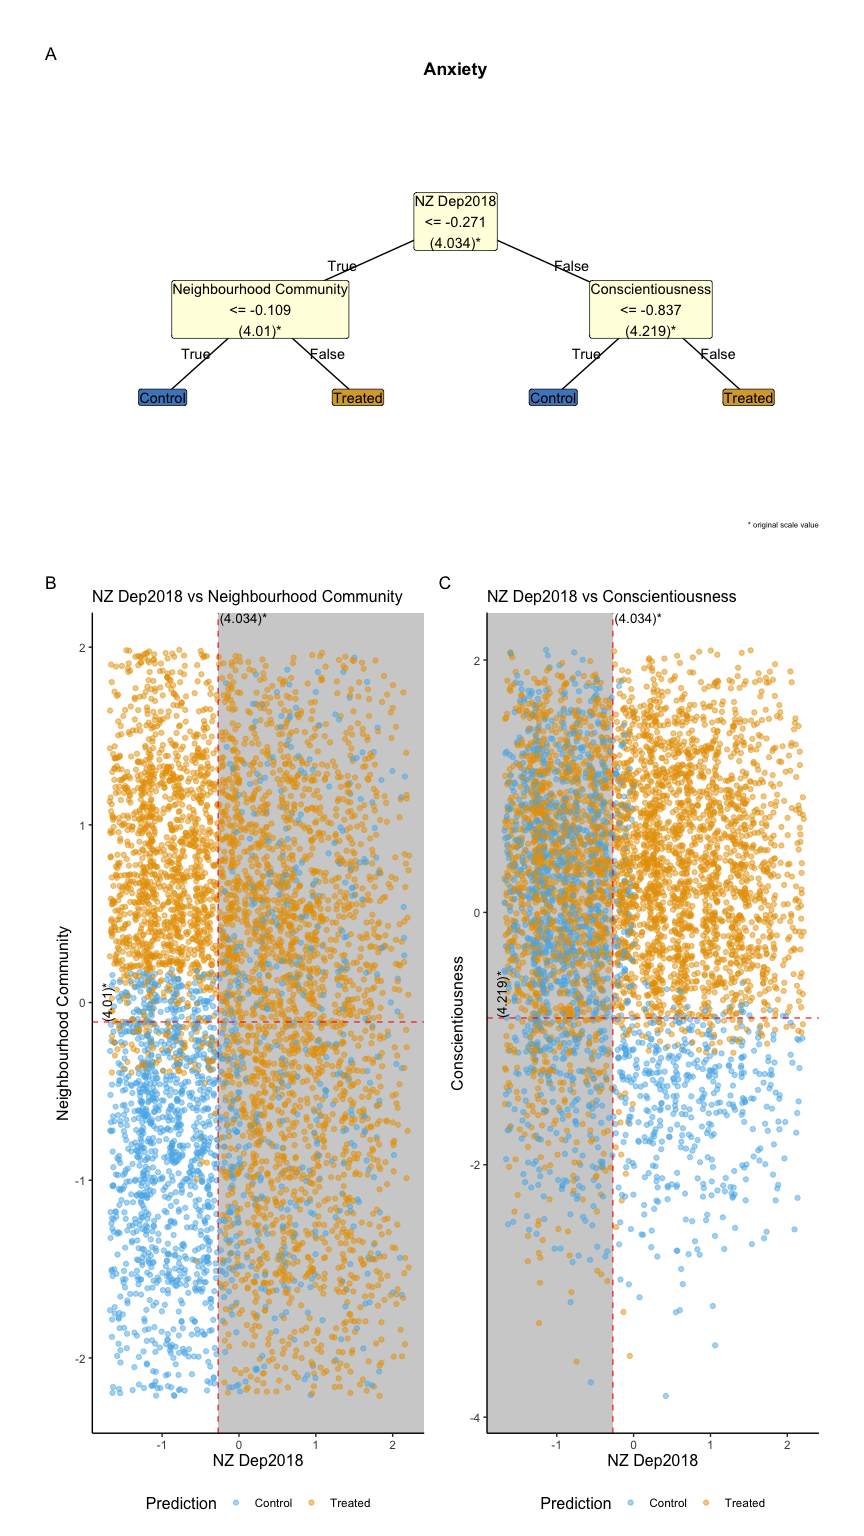 A
Anxiety
NZ Dep2018
<= -0.271
(4.034)*
True
False
Neighbourhood Community
<= -0.109
(4.01)*
Conscientiousness
<= -0.837
(4.219)*
True
False
True
False
Control
Treated
Control
Treated
* original scale value
B
NZ Dep2018 vs Neighbourhood Community
(4.034)*
2
1
0
-1
-2
Neighbourhood Community
(4.01)*
-1
0
1
2
NZ Dep2018
Prediction
Control
Treated
C
NZ Dep2018 vs Conscientiousness
(4.034)*
2
0
-2
-4
Conscientiousness
(4.219)*
-1
0
1
2
NZ Dep2018
Prediction
Control
Treated